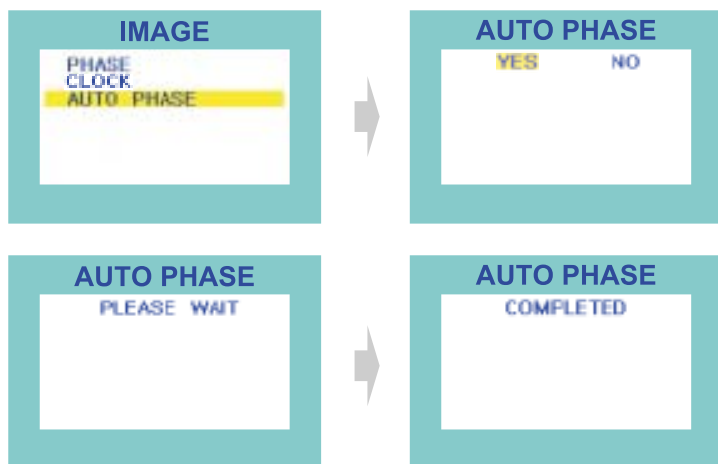 IMAGE
PHASE
CLOCK
AUTO PHASE
AUTO PHASE
YES NO
AUTO PHASE
PLEASE WAIT
AUTO PHASE
COMPLETED